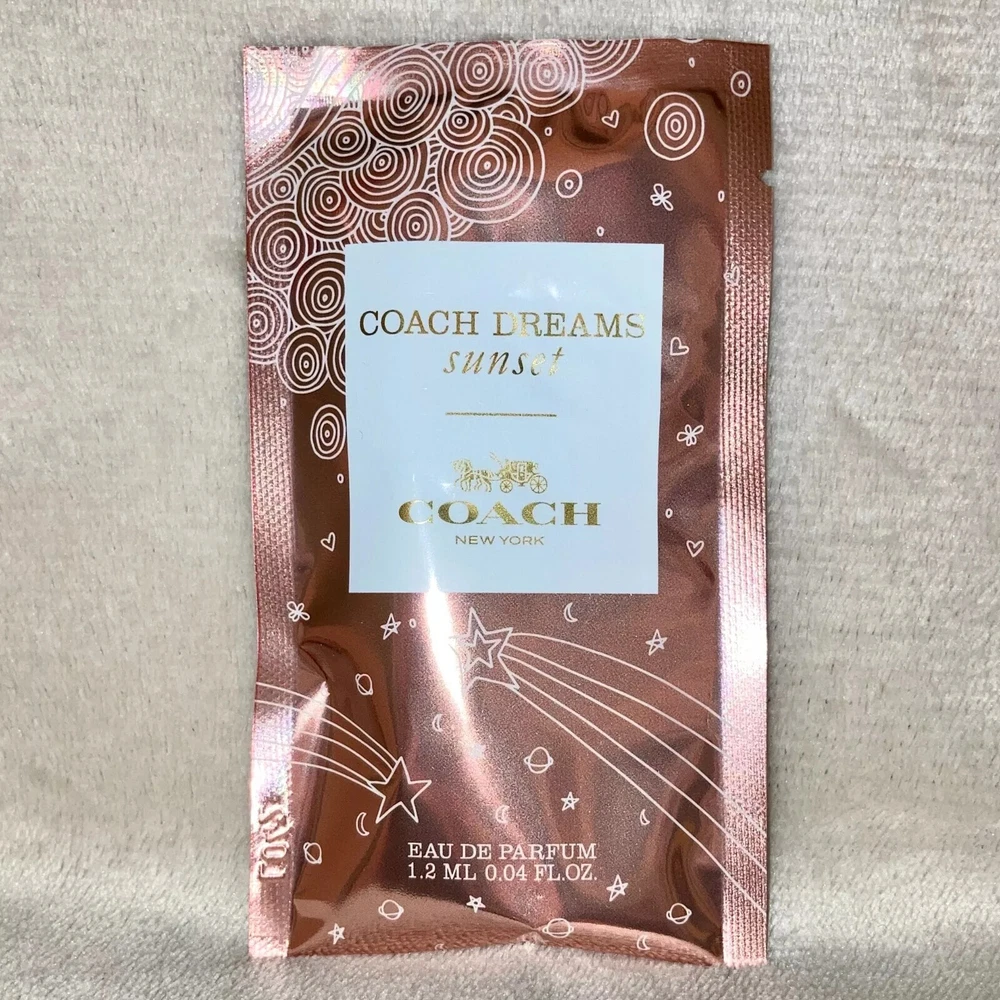 COACH DREAMS
sunset
COACH
NEW YORK
EAU DE PARFUM
1.2 ML 0.04 FL.OZ.